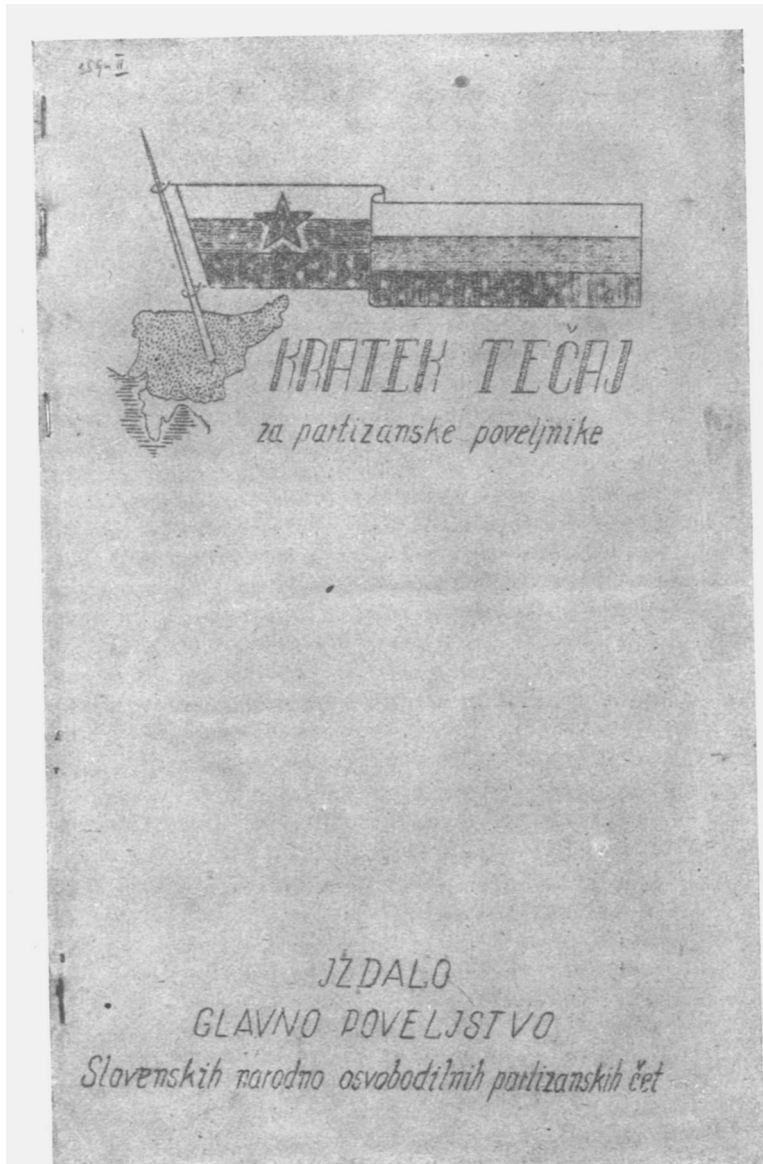 KRATEK TEČAJ
za partizanske poveljnike
IZDALO
GLAVNO POVELJSTVO
Slovenskih narodno osvobodilnih partizanskih čet